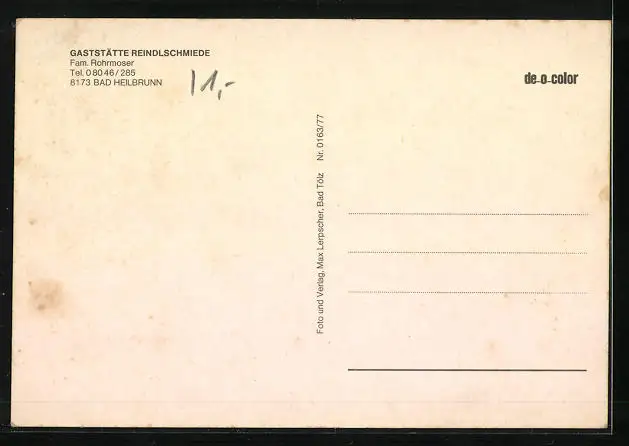 GASTSTÄTTE REINDLSCHMIEDE
Fam. Rohrmoser
Tel. 0 80 46 / 285
8173 BAD HEILBRUNN
11,-
de-o-color
Foto und Verlag, Max Lerpscher, Bad Tölz Nr. 0163/77